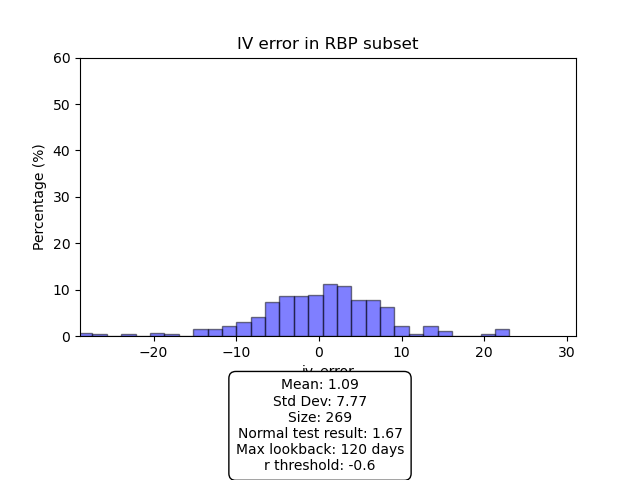 IV error in RBP subset
60
50
40
30
20
10
0
Percentage (%)
−20
−10
0
10
20
30
iv_error
Mean: 1.09
Std Dev: 7.77
Size: 269
Normal test result: 1.67
Max lookback: 120 days
r threshold: -0.6